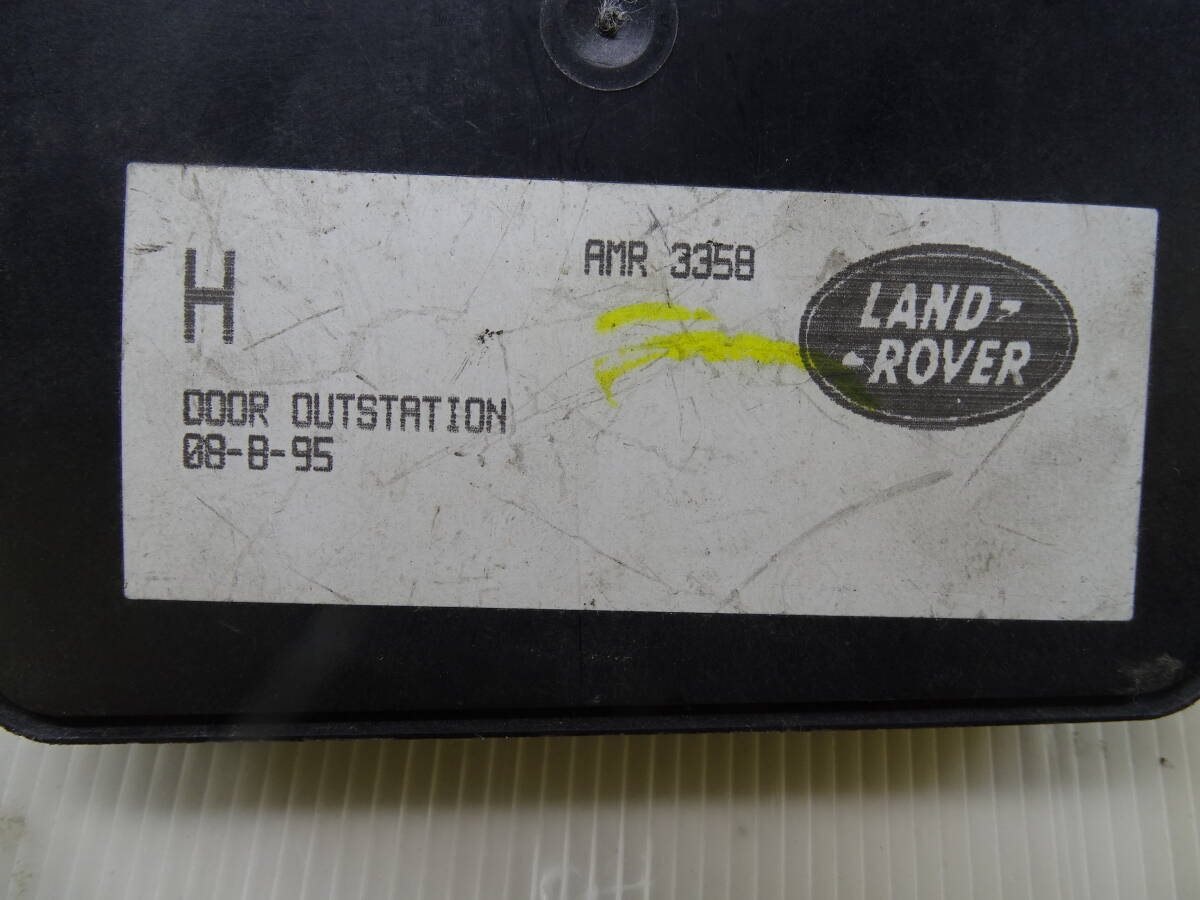 H
AMR 3358
LAND-
-ROVER
DOOR OUTSTATION
08-8-95